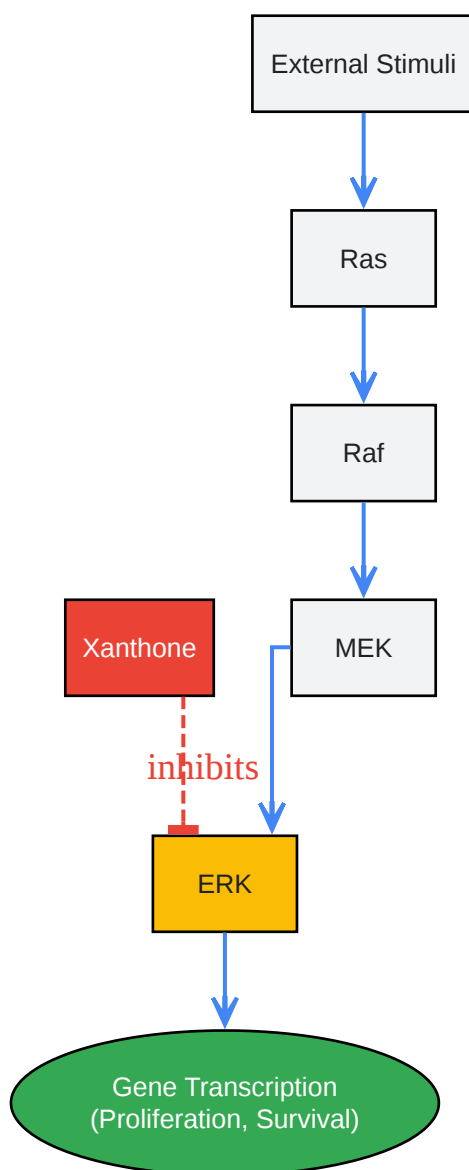 External Stimuli
Ras
Raf
Xanthone
MEK
inhibits
ERK
Gene Transcription
(Proliferation, Survival)